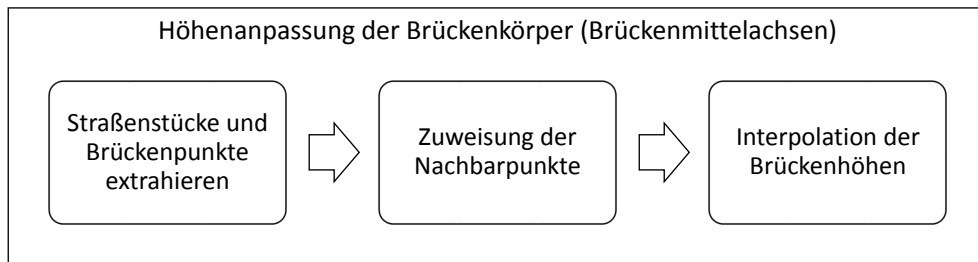 Höhenanpassung der Brückenkörper (Brückenmittelachsen)
Straßenstücke und
Brückenpunkte
extrahieren
Zuweisung der
Nachbarpunkte
Interpolation der
Brückenhöhen